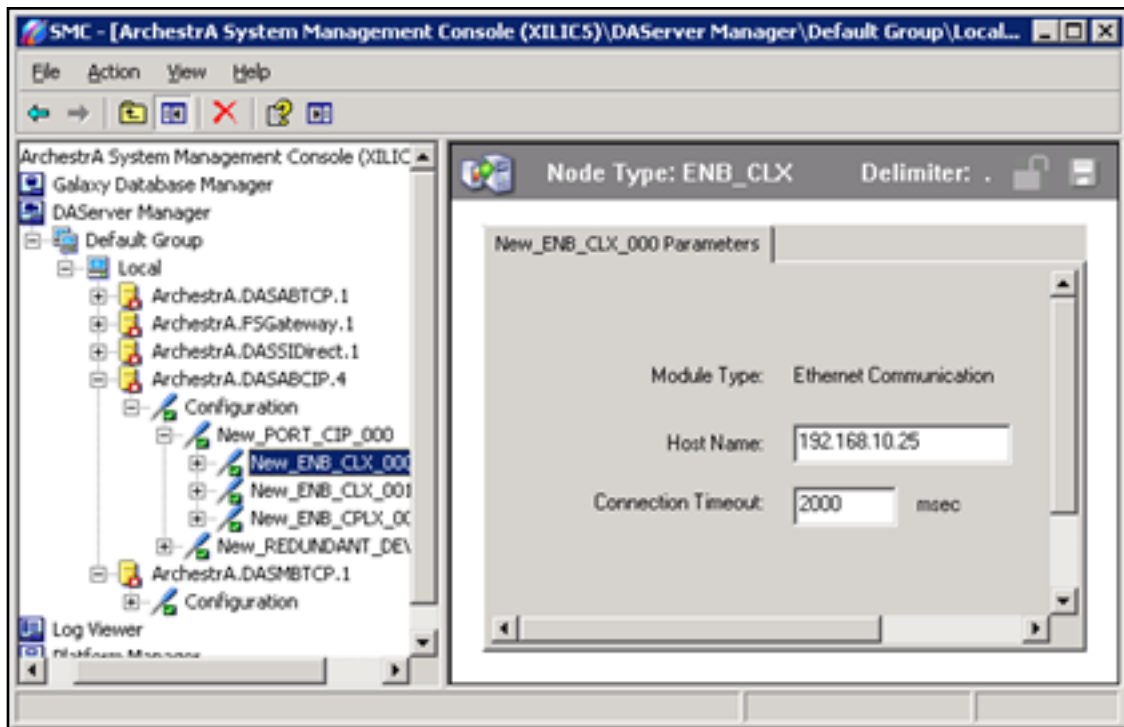 SMC - [ArchestrA System Management Console (XILICS)\DAServer Manager\Default Group\Local...
File Action View Help
ArchestrA System Management Console (XILIC
Galaxy Database Manager
DAServer Manager
Default Group
Local
ArchestrA.DASABTCP.1
ArchestrA.FSGateway.1
ArchestrA.DASSIDirect.1
ArchestrA.DASABCIP.4
Configuration
New_PORT_CIP_000
New_ENB_CLX_000
New_ENB_CLX_001
New_ENB_CPLX_00
New_REDUNDANT_DEV
ArchestrA.DASMBTCP.1
Configuration
Log Viewer
Platform Manager
Node Type: ENB_CLX Delimiter: .
New_ENB_CLX_000 Parameters
Module Type: Ethernet Communication
Host Name: 192.168.10.25
Connection Timeout: 2000 msec